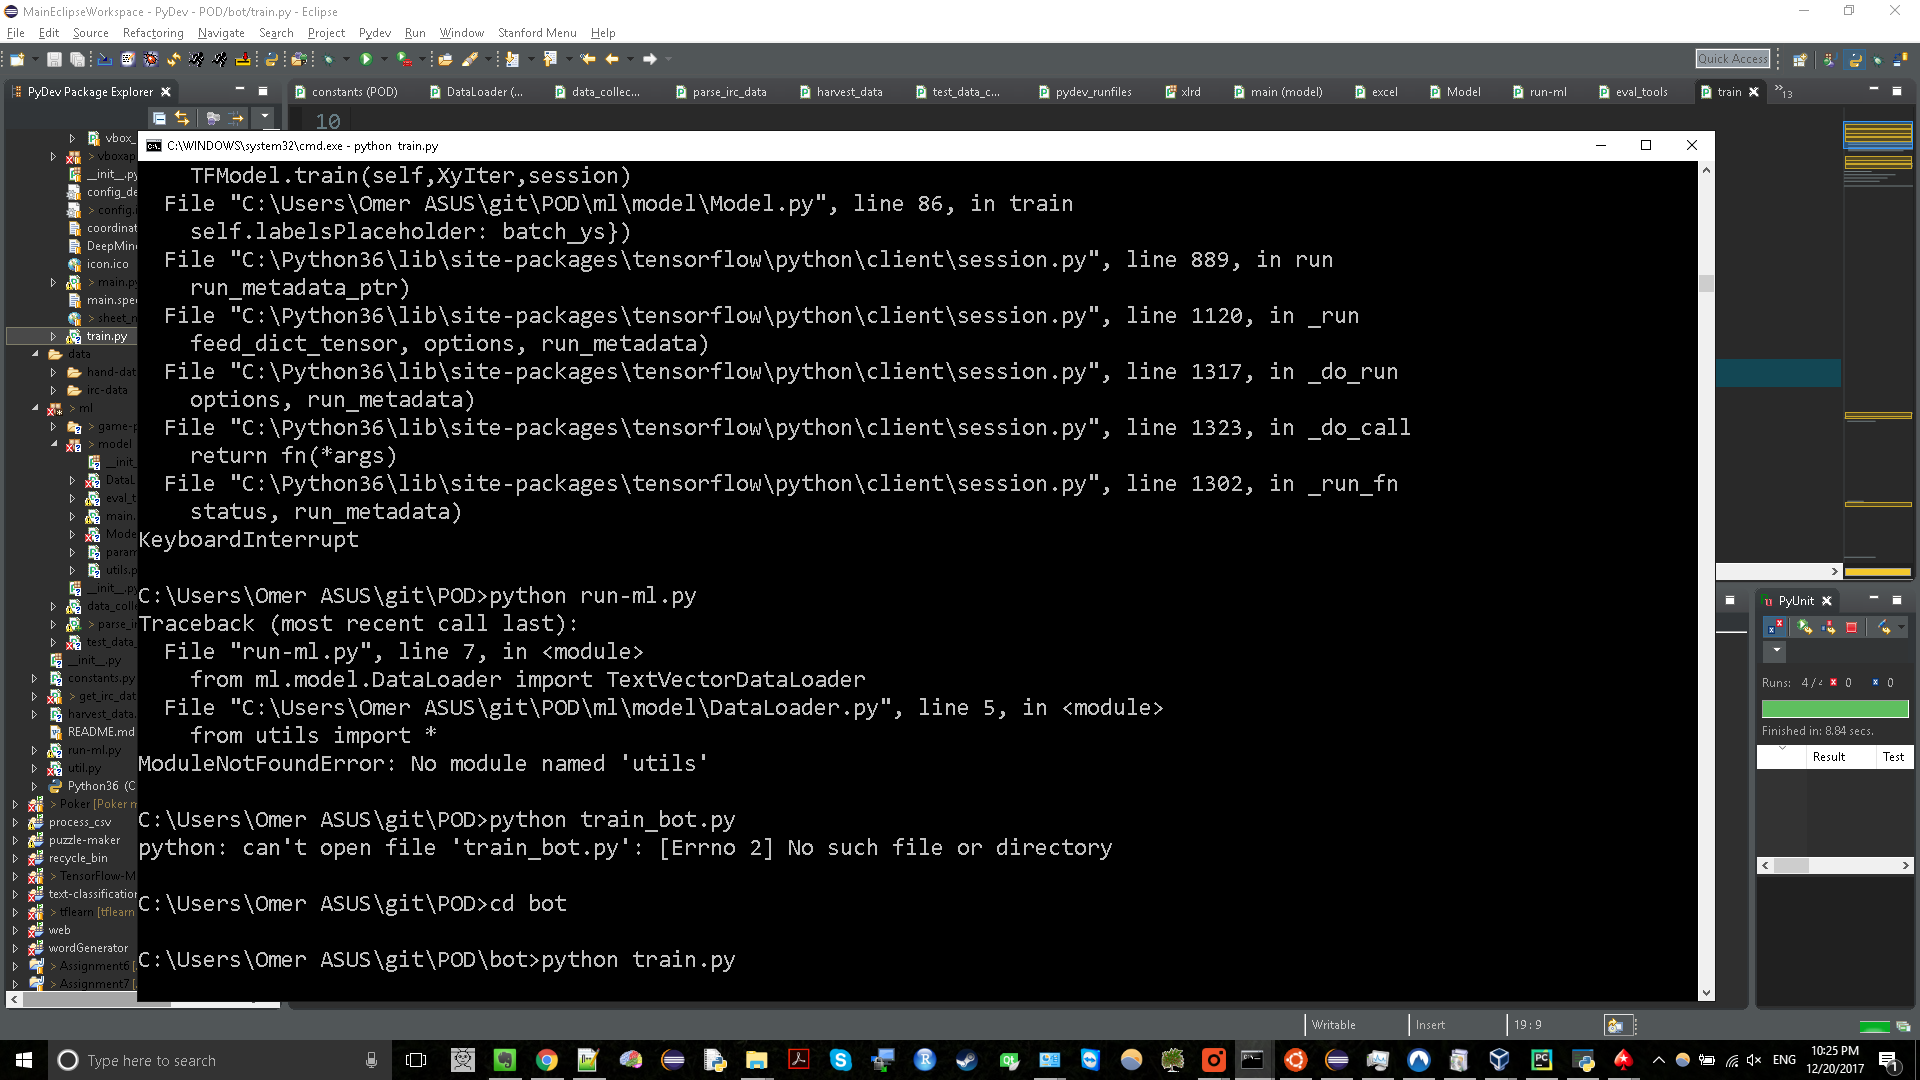 MainEclipseWorkspace - PyDev - POD/bot/train.py - Eclipse
File Edit Source Refactoring Navigate Search Project Pydev Run Window Stanford Menu Help
Quick Access
PyDev Package Explorer
constants (POD) DataLoader (... data_collec... parse_irc_data harvest_data test_data_c... pydev_runfiles xlrd main (model) excel Model run-ml eval_tools train 13
10
vbox_
> vboxap
__init__.py
config_de
> config.i
coordinat
DeepMin
icon.ico
> main.py
main.spec
> sheet_n
train.py
data
hand-dat
irc-data
> ml
> game-p
> model
__init_
DataL
eval_t
main.
Mode
param
utils.p
__init__.py
data_colle
> parse_ir
test_data_
__init__.py
constants.py
> get_irc_dat
harvest_data.
README.md
run-ml.py
util.py
Python36 (C
> Poker [Poker m
process_csv
puzzle-maker
recycle_bin
> TensorFlow-M
text-classification
> tflearn [tflearn
web
wordGenerator
> Assignment6 [
> Assignment7 [
C:\WINDOWS\system32\cmd.exe - python train.py
TFModel.train(self,XyIter,session)
File "C:\Users\Omer ASUS\git\POD\ml\model\Model.py", line 86, in train
self.labelsPlaceholder: batch_ys})
File "C:\Python36\lib\site-packages\tensorflow\python\client\session.py", line 889, in run
run_metadata_ptr)
File "C:\Python36\lib\site-packages\tensorflow\python\client\session.py", line 1120, in _run
feed_dict_tensor, options, run_metadata)
File "C:\Python36\lib\site-packages\tensorflow\python\client\session.py", line 1317, in _do_run
options, run_metadata)
File "C:\Python36\lib\site-packages\tensorflow\python\client\session.py", line 1323, in _do_call
return fn(*args)
File "C:\Python36\lib\site-packages\tensorflow\python\client\session.py", line 1302, in _run_fn
status, run_metadata)
KeyboardInterrupt
C:\Users\Omer ASUS\git\POD>python run-ml.py
Traceback (most recent call last):
File "run-ml.py", line 7, in <module>
from ml.model.DataLoader import TextVectorDataLoader
File "C:\Users\Omer ASUS\git\POD\ml\model\DataLoader.py", line 5, in <module>
from utils import *
ModuleNotFoundError: No module named 'utils'
C:\Users\Omer ASUS\git\POD>python train_bot.py
python: can't open file 'train_bot.py': [Errno 2] No such file or directory
C:\Users\Omer ASUS\git\POD>cd bot
C:\Users\Omer ASUS\git\POD\bot>python train.py
PyUnit
Runs: 4 / 4 0 0
Finished in: 8.84 secs.
Result Test
Writable Insert 19 : 9
Type here to search
ENG
10:25 PM
12/20/2017
1